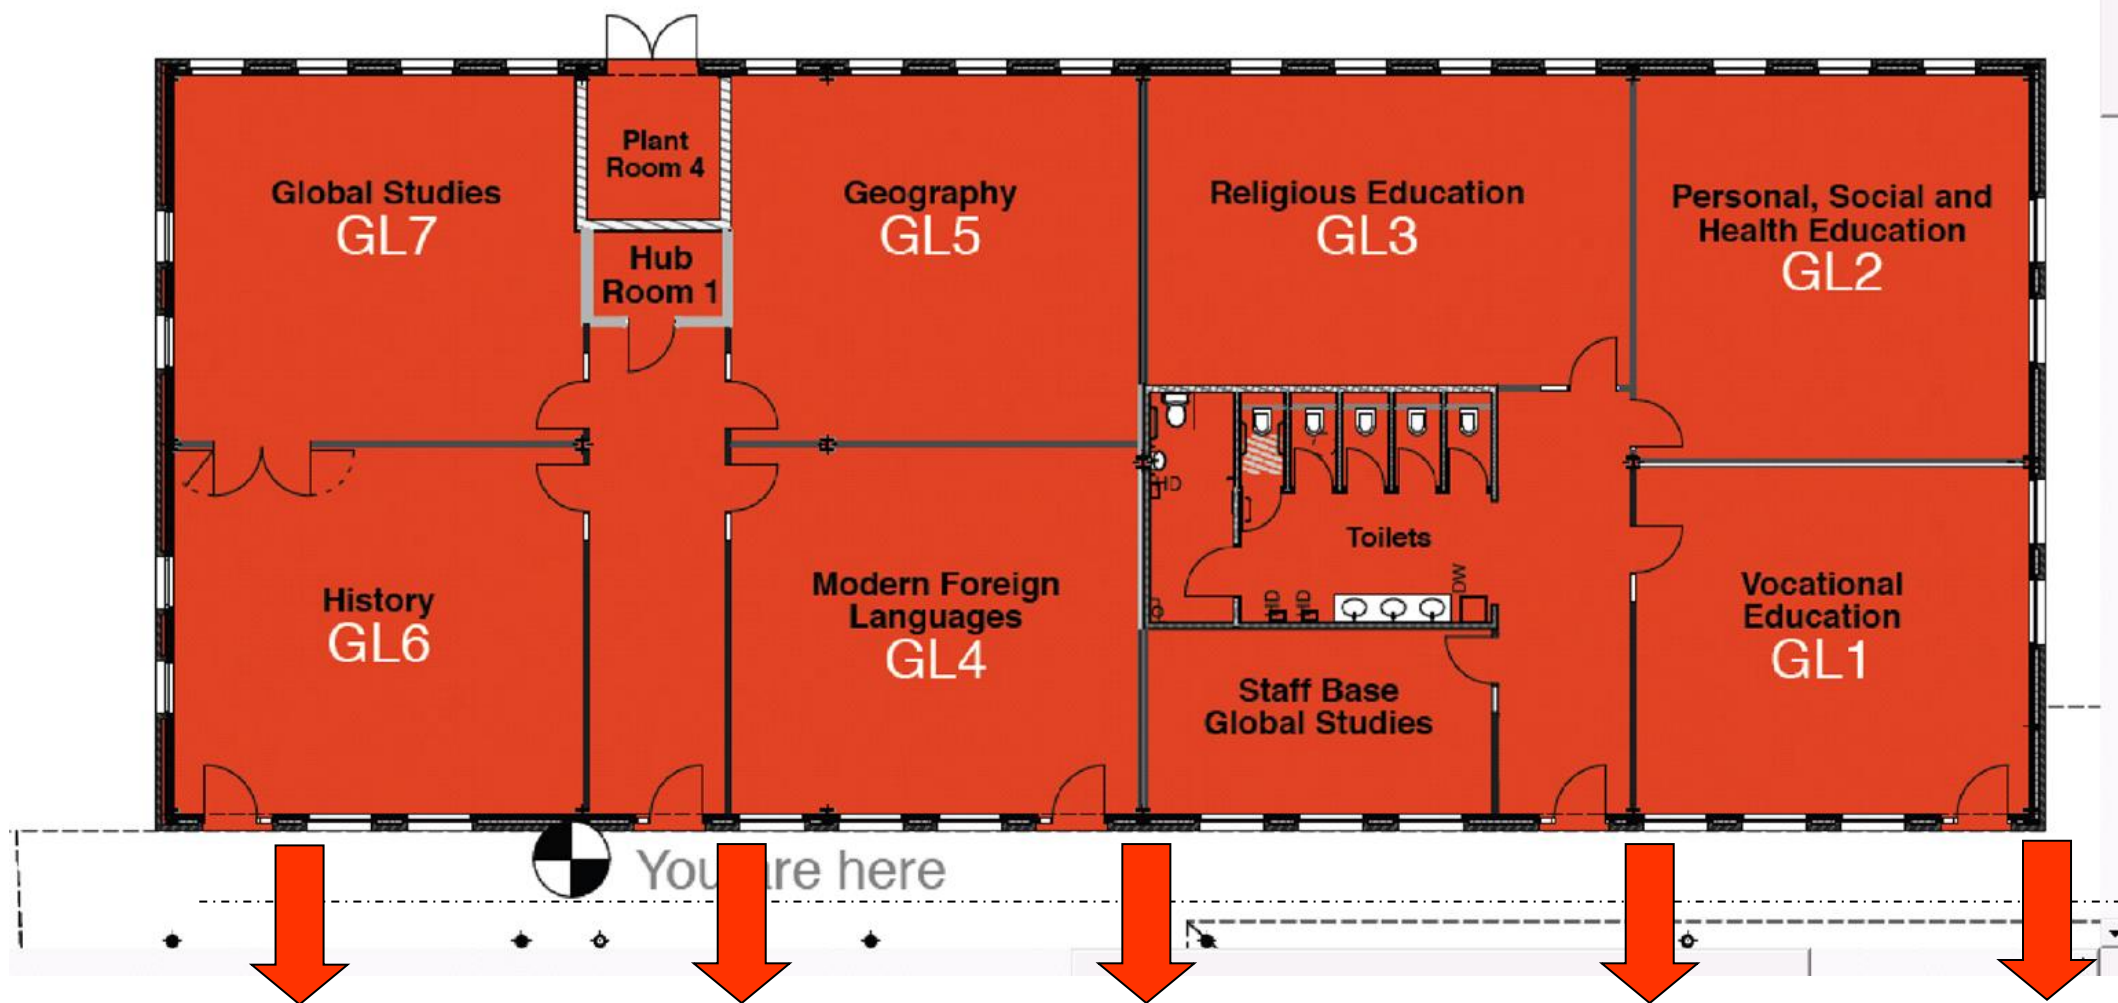 Global Studies
GL7
Plant
Room 4
Hub
Room 1
Geography
GL5
Religious Education
GL3
Personal, Social and
Health Education
GL2
History
GL6
Modern Foreign
Languages
GL4
HD
Toilets
HD
HD
DW
Staff Base
Global Studies
Vocational
Education
GL1
You are here